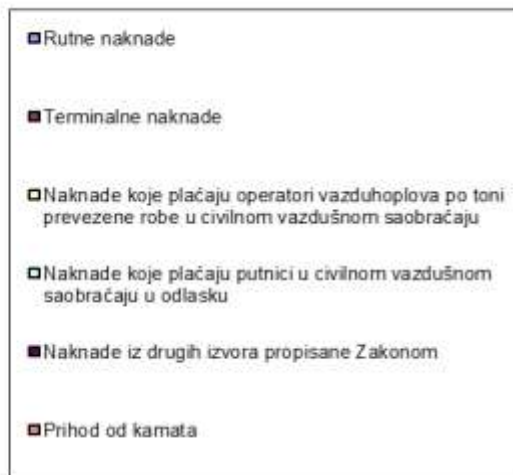 Rutne naknade
Terminalne naknade
Naknade koje plaćaju operatori vazduhoplova po toni
prevezene robe u civilnom vazdušnom saobraćaju
Naknade koje plaćaju putnici u civilnom vazdušnom
saobraćaju u odlasku
Naknade iz drugih izvora propisane Zakonom
Prihod od kamata